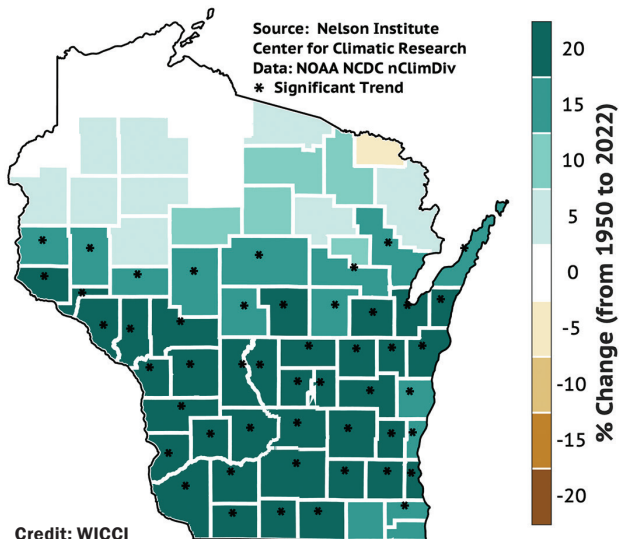 Source: Nelson Institute
Center for Climatic Research
Data: NOAA NCDC nClimDiv
* Significant Trend
20
15
10
5
0
-5
-10
-15
-20
% Change (from 1950 to 2022)
Credit: WICCI